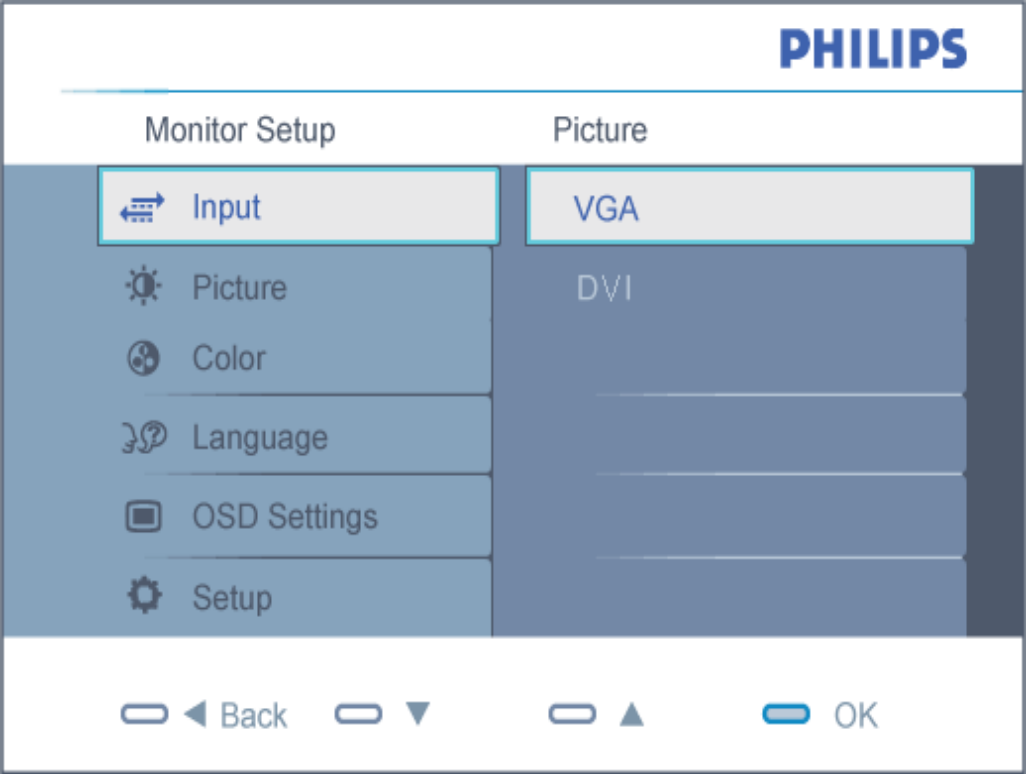 PHILIPS
Monitor Setup Picture
Input VGA
Picture DVI
Color
Language
OSD Settings
Setup
Back OK